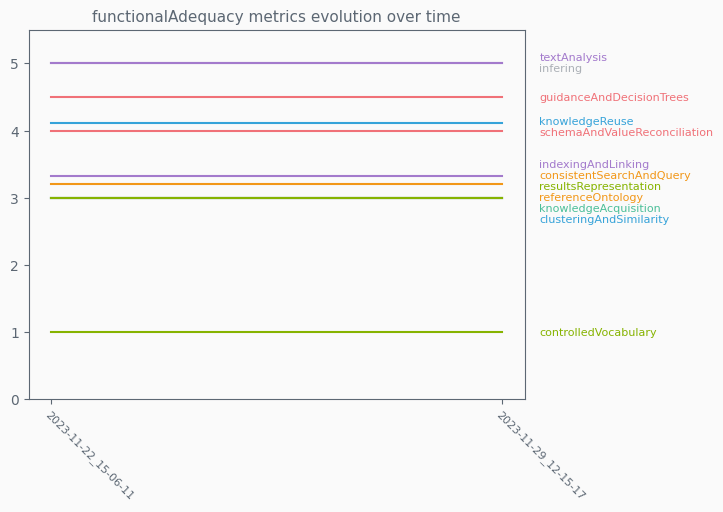 functionalAdequacy metrics evolution over time
5
4
3
2
1
0
textAnalysis
infering
guidanceAndDecisionTrees
knowledgeReuse
schemaAndValueReconciliation
indexingAndLinking
consistentSearchAndQuery
resultsRepresentation
referenceOntology
knowledgeAcquisition
clusteringAndSimilarity
controlledVocabulary
2023-11-22_15-06-11
2023-11-29_12-15-17